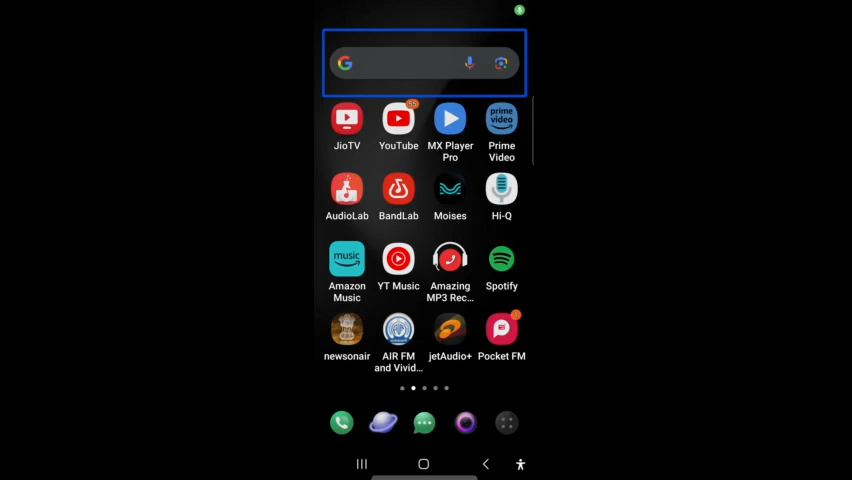 55
prime
video
JioTV
YouTube
MX Player
Pro
Prime
Video
AudioLab
BandLab
Moises
Hi-Q
music
Amazon
Music
YT Music
Amazing
MP3 Rec...
Spotify
newsonair
AIR FM
and Vivid...
jetAudio+
Pocket FM